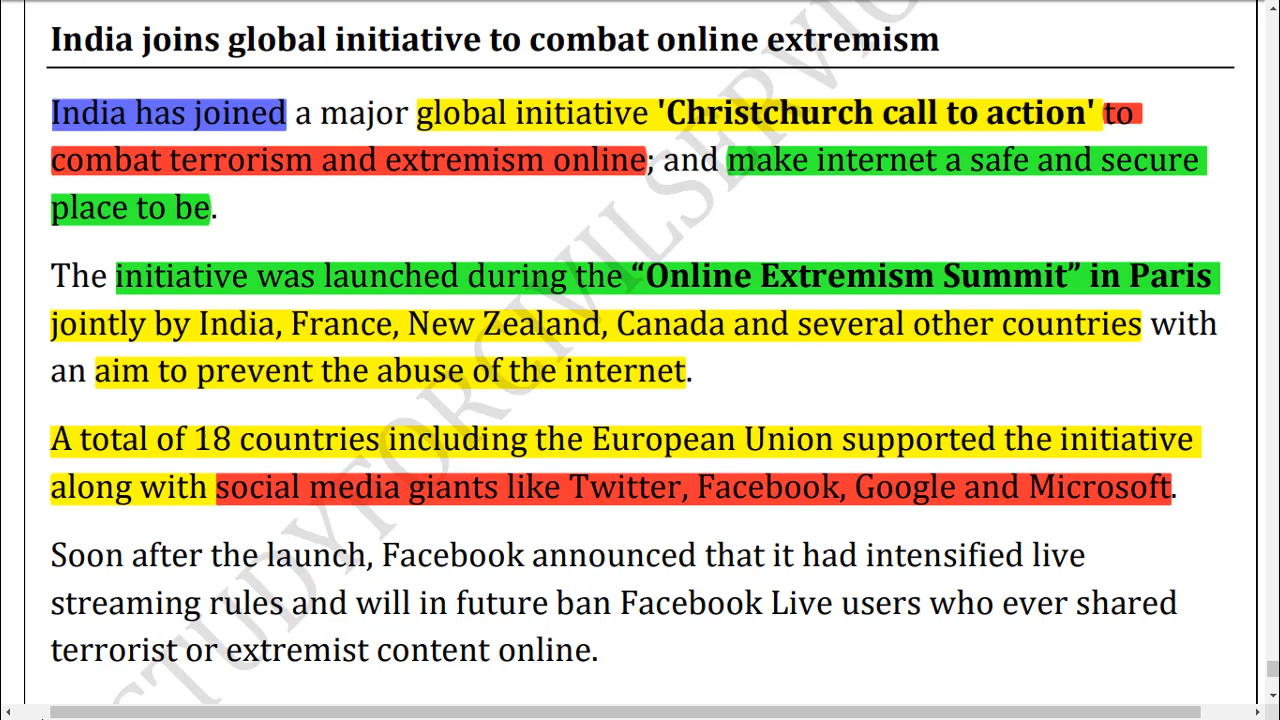 India joins global initiative to combat online extremism
India has joined a major global initiative 'Christchurch call to action' to
combat terrorism and extremism online; and make internet a safe and secure
place to be.
The initiative was launched during the “Online Extremism Summit” in Paris
jointly by India, France, New Zealand, Canada and several other countries with
an aim to prevent the abuse of the internet.
A total of 18 countries including the European Union supported the initiative
along with social media giants like Twitter, Facebook, Google and Microsoft.
Soon after the launch, Facebook announced that it had intensified live
streaming rules and will in future ban Facebook Live users who ever shared
terrorist or extremist content online.
STUDYFORCIVILSERVIC